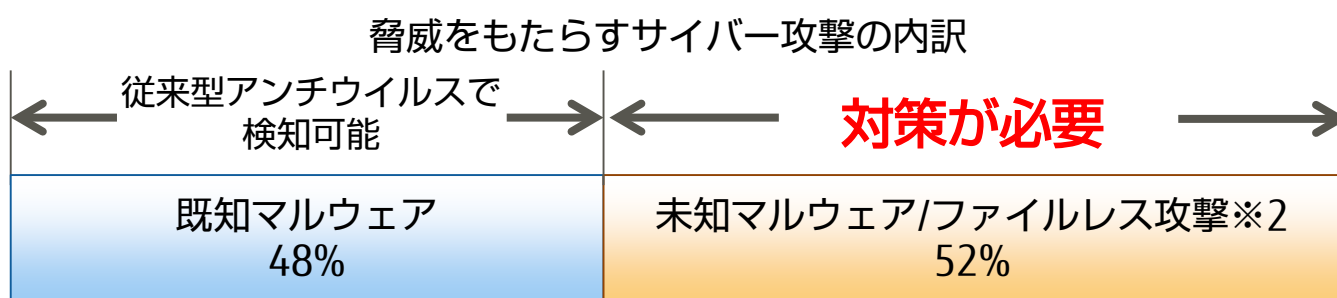 脅威をもたらすサイバー攻撃の内訳
従来型アンチウイルスで
検知可能
対策が必要
既知マルウェア
48%
未知マルウェア/ファイルレス攻撃※2
52%